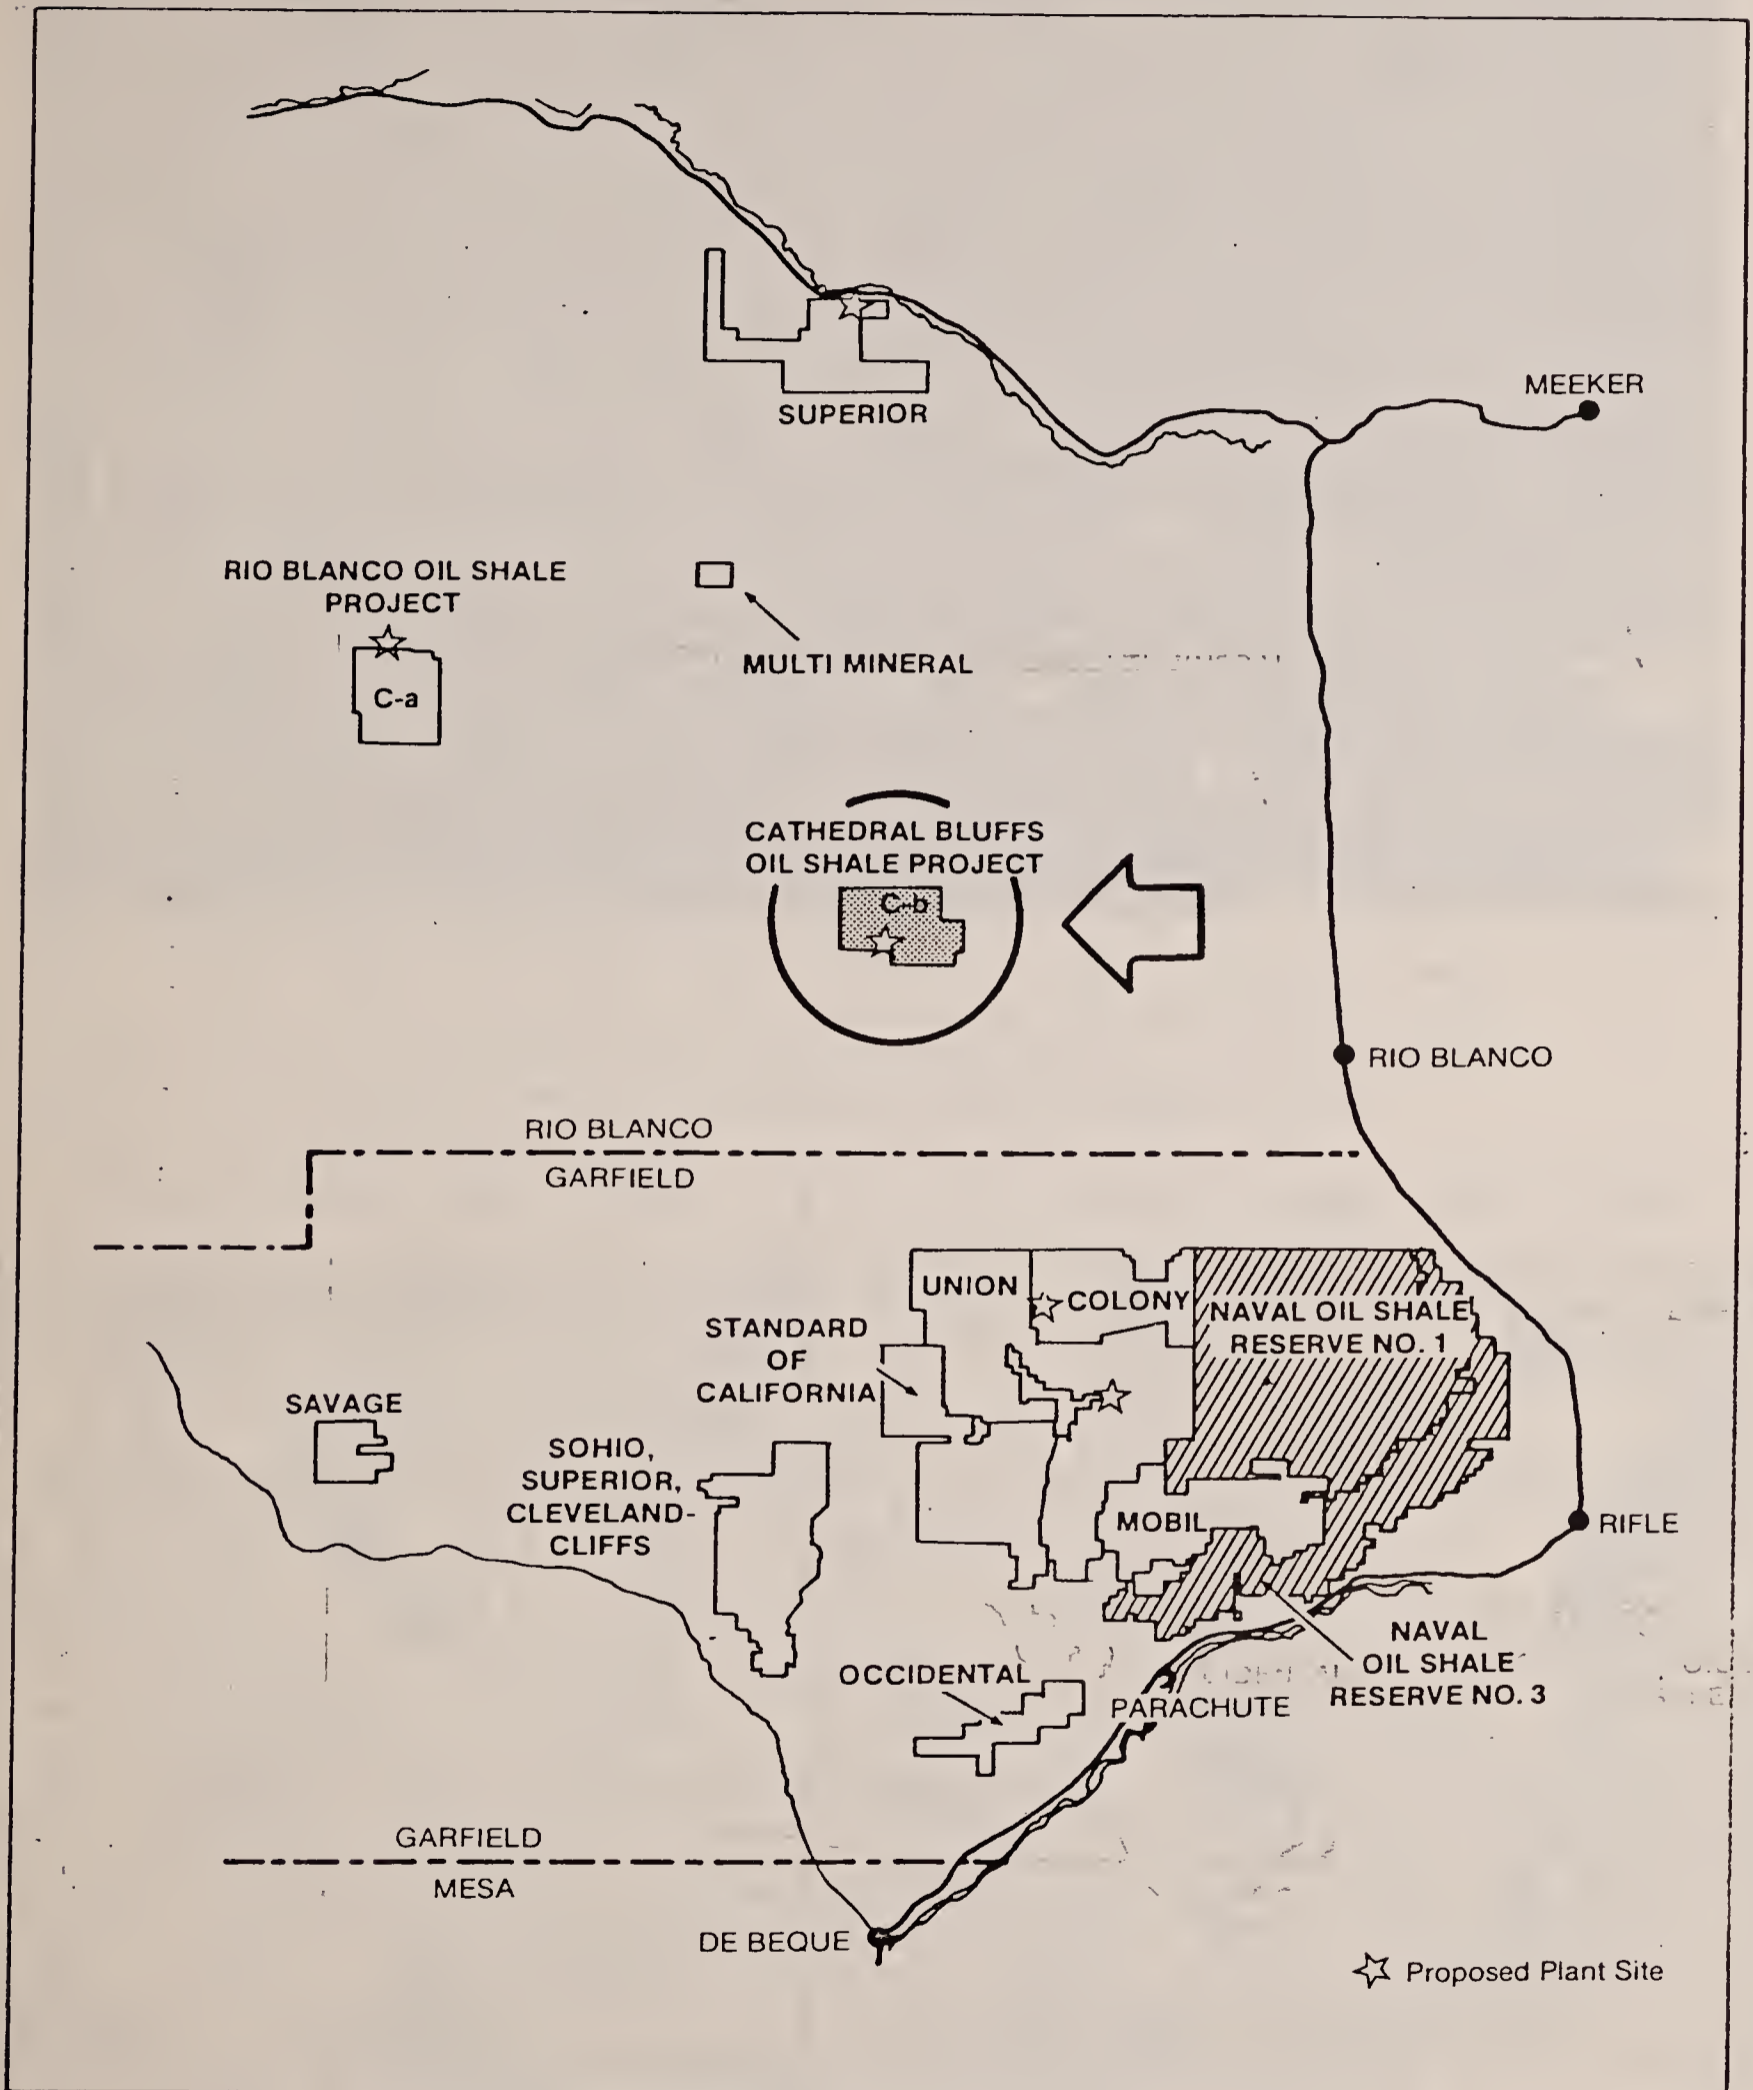 SUPERIOR
MEEKER
RIO BLANCO OIL SHALE
PROJECT
C-a
MULTI MINERAL
CATHEDRAL BLUFFS
OIL SHALE PROJECT
C-b
RIO BLANCO
RIO BLANCO
GARFIELD
UNION
COLONY
NAVAL OIL SHALE
RESERVE NO. 1
STANDARD
OF
CALIFORNIA
SAVAGE
SOHIO,
SUPERIOR,
CLEVELAND-
CLIFFS
MOBIL
RIFLE
NAVAL
OIL SHALE
RESERVE NO. 3
OCCIDENTAL
PARACHUTE
GARFIELD
MESA
DE BEQUE
Proposed Plant Site